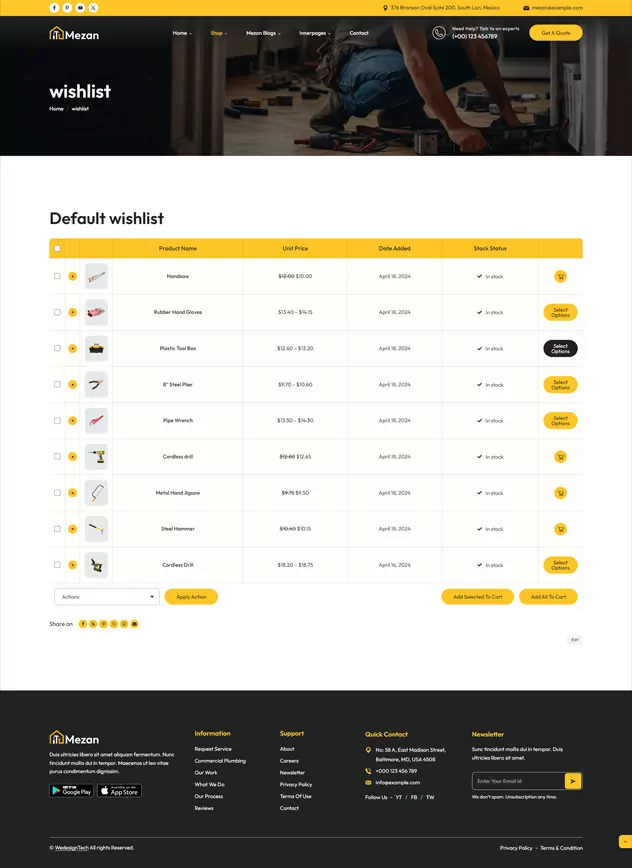 376 Branson Oval Suite 200, South Lon, Mexico
mezan@example.com
Mezan
Home
Shop
Mezan Blogs
Innerpages
Contact
Need Help? Talk to an experts
(+00) 123 456789
Get A Quote
wishlist
Home / wishlist
Default wishlist
Product Name Unit Price Date Added Stock Status
Handsaw $12.00 $10.00 April 18, 2024 In stock
Rubber Hand Gloves $13.40 - $14.15 April 18, 2024 In stock Select Options
Plastic Tool Box $12.60 - $13.20 April 18, 2024 In stock Select Options
8" Steel Plier $9.70 - $10.60 April 18, 2024 In stock Select Options
Pipe Wrench $13.50 - $14.30 April 18, 2024 In stock Select Options
Cordless drill $12.80 $12.65 April 18, 2024 In stock
Metal Hand Jigsaw $9.75 $9.30 April 18, 2024 In stock
Steel Hammer $10.40 $10.15 April 18, 2024 In stock
Cordless Drill $18.20 - $18.75 April 16, 2024 In stock Select Options
Actions
Apply Action
Add Selected To Cart
Add All To Cart
Share on
Edit
Mezan
Duis ultricies libero sit amet aliquam fermentum. Nunc
tincidunt mollis dui in tempor. Maecenas ut leo vitae
purus condimentum dignissim.
GET IT ON
Google Play
Available on the
App Store
Information
Request Service
Commercial Plumbing
Our Work
What We Do
Our Process
Reviews
Support
About
Careers
Newsletter
Privacy Policy
Terms Of Use
Contact
Quick Contact
No: 58 A, East Madison Street,
Baltimore, MD, USA 4508
+000 123 456 789
info@example.com
Follow Us - YT / FB / TW
Newsletter
Sunc tincidunt mollis dui in tempor. Duis
ultricies libero sit amet.
Enter Your Email Id
We don't spam. Unsubscription any time.
© WedesignTech All rights Reserved.
Privacy Policy - Terms & Condition